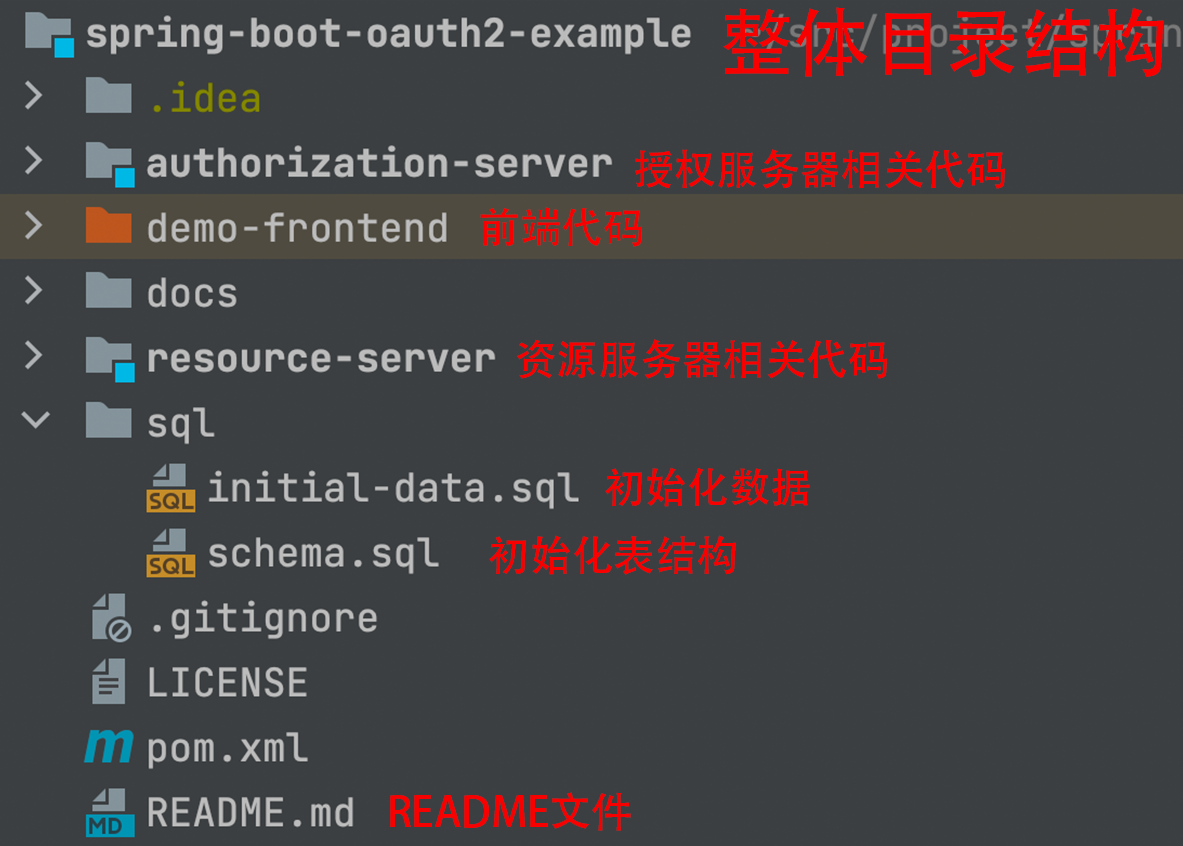 spring-boot-oauth2-example 整体目录结构
.idea
authorization-server 授权服务器相关代码
demo-frontend 前端代码
docs
resource-server 资源服务器相关代码
sql
SQL initial-data.sql 初始化数据
SQL schema.sql 初始化表结构
.gitignore
LICENSE
m pom.xml
MD README.md README文件